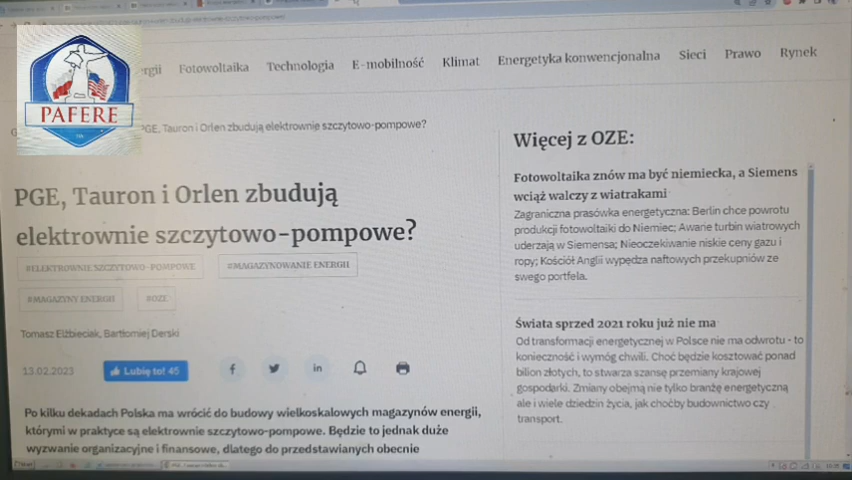 PAFERE
ergii Fotowoltaika Technologia E-mobilność Klimat Energetyka konwencjonalna Sieci Prawo Rynek
PGE, Tauron i Orlen zbudują elektrownie szczytowo-pompowe?
PGE, Tauron i Orlen zbudują
elektrownie szczytowo-pompowe?
#ELEKTROWNIE SZCZYTOWO-POMPOWE #MAGAZYNOWANIE ENERGII
#MAGAZYNY ENERGII #OZE
Tomasz Elżbieciak, Bartłomiej Derski
13.02.2023 Lubię to! 45
Po kilku dekadach Polska ma wrócić do budowy wielkoskalowych magazynów energii,
którymi w praktyce są elektrownie szczytowo-pompowe. Będzie to jednak duże
wyzwanie organizacyjne i finansowe, dlatego do przedstawianych obecnie
Więcej z OZE:
Fotowoltaika znów ma być niemiecka, a Siemens
wciąż walczy z wiatrakami
Zagraniczna prasówka energetyczna: Berlin chce powrotu
produkcji fotowoltaiki do Niemiec; Awarie turbin wiatrowych
uderzają w Siemensa; Nieoczekiwanie niskie ceny gazu i
ropy; Kościół Anglii wypędza naftowych przekupniów ze
swego portfela.
Świata sprzed 2021 roku już nie ma
Od transformacji energetycznej w Polsce nie ma odwrotu - to
konieczność i wymóg chwili. Choć będzie kosztować ponad
bilion złotych, to stwarza szansę przemiany krajowej
gospodarki. Zmiany obejmą nie tylko branżę energetyczną
ale i wiele dziedzin życia, jak choćby budownictwo czy
transport.